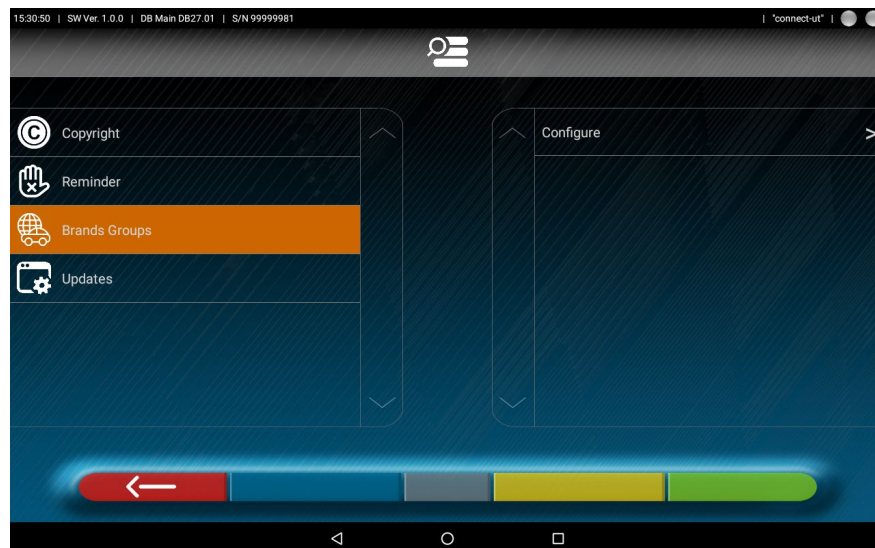 15:30:50 | SW Ver. 1.0.0 | DB Main DB27.01 | S/N 99999981 | "connect-ut" |
Copyright
Reminder
Brands Groups
Updates
Configure >